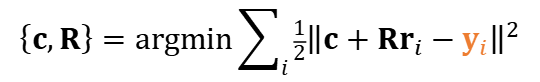 {c, R} = argmin ∑ᵢ ½‖c + Rrᵢ − yᵢ‖²